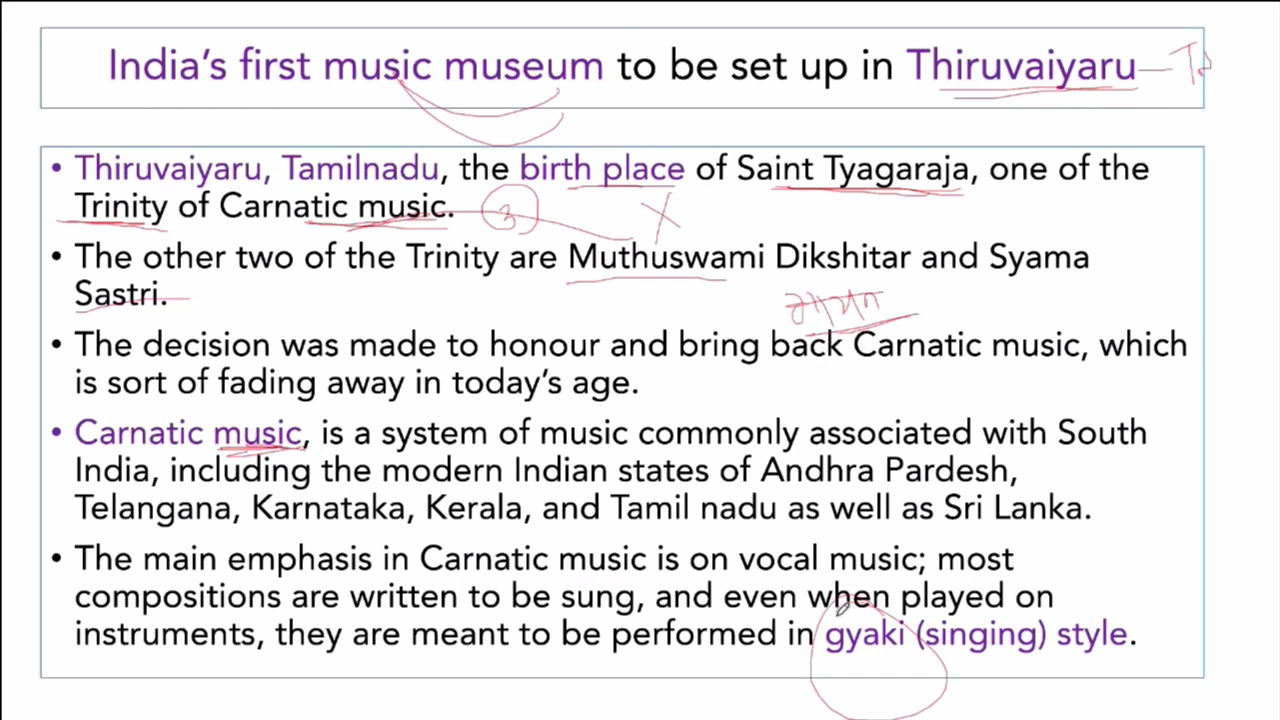 India's first music museum to be set up in Thiruvaiyaru
• Thiruvaiyaru, Tamilnadu, the birth place of Saint Tyagaraja, one of the
Trinity of Carnatic music. 3
• The other two of the Trinity are Muthuswami Dikshitar and Syama
Sastri.
गायन
• The decision was made to honour and bring back Carnatic music, which
is sort of fading away in today's age.
• Carnatic music, is a system of music commonly associated with South
India, including the modern Indian states of Andhra Pardesh,
Telangana, Karnataka, Kerala, and Tamil nadu as well as Sri Lanka.
• The main emphasis in Carnatic music is on vocal music; most
compositions are written to be sung, and even when played on
instruments, they are meant to be performed in gyaki (singing) style.